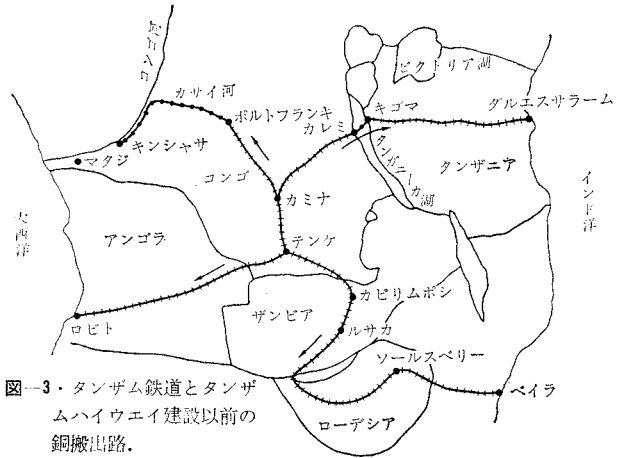 コンゴ河
ビクトリア湖
カサイ河
ポルトフランキ
キゴマ
ダルエスサラーム
カレミ
キンシャサ
マタジ
コンゴ
タンガニーカ湖
タンザニア
インド洋
カミナ
大西洋
アンゴラ
テンケ
カピリムポシ
ザンビア
ロビト
ルサカ
ソールスベリー
ベイラ
ローデシア
図—3・タンザム鉄道とタンザ
ムハイウエイ建設以前の
銅搬出路.